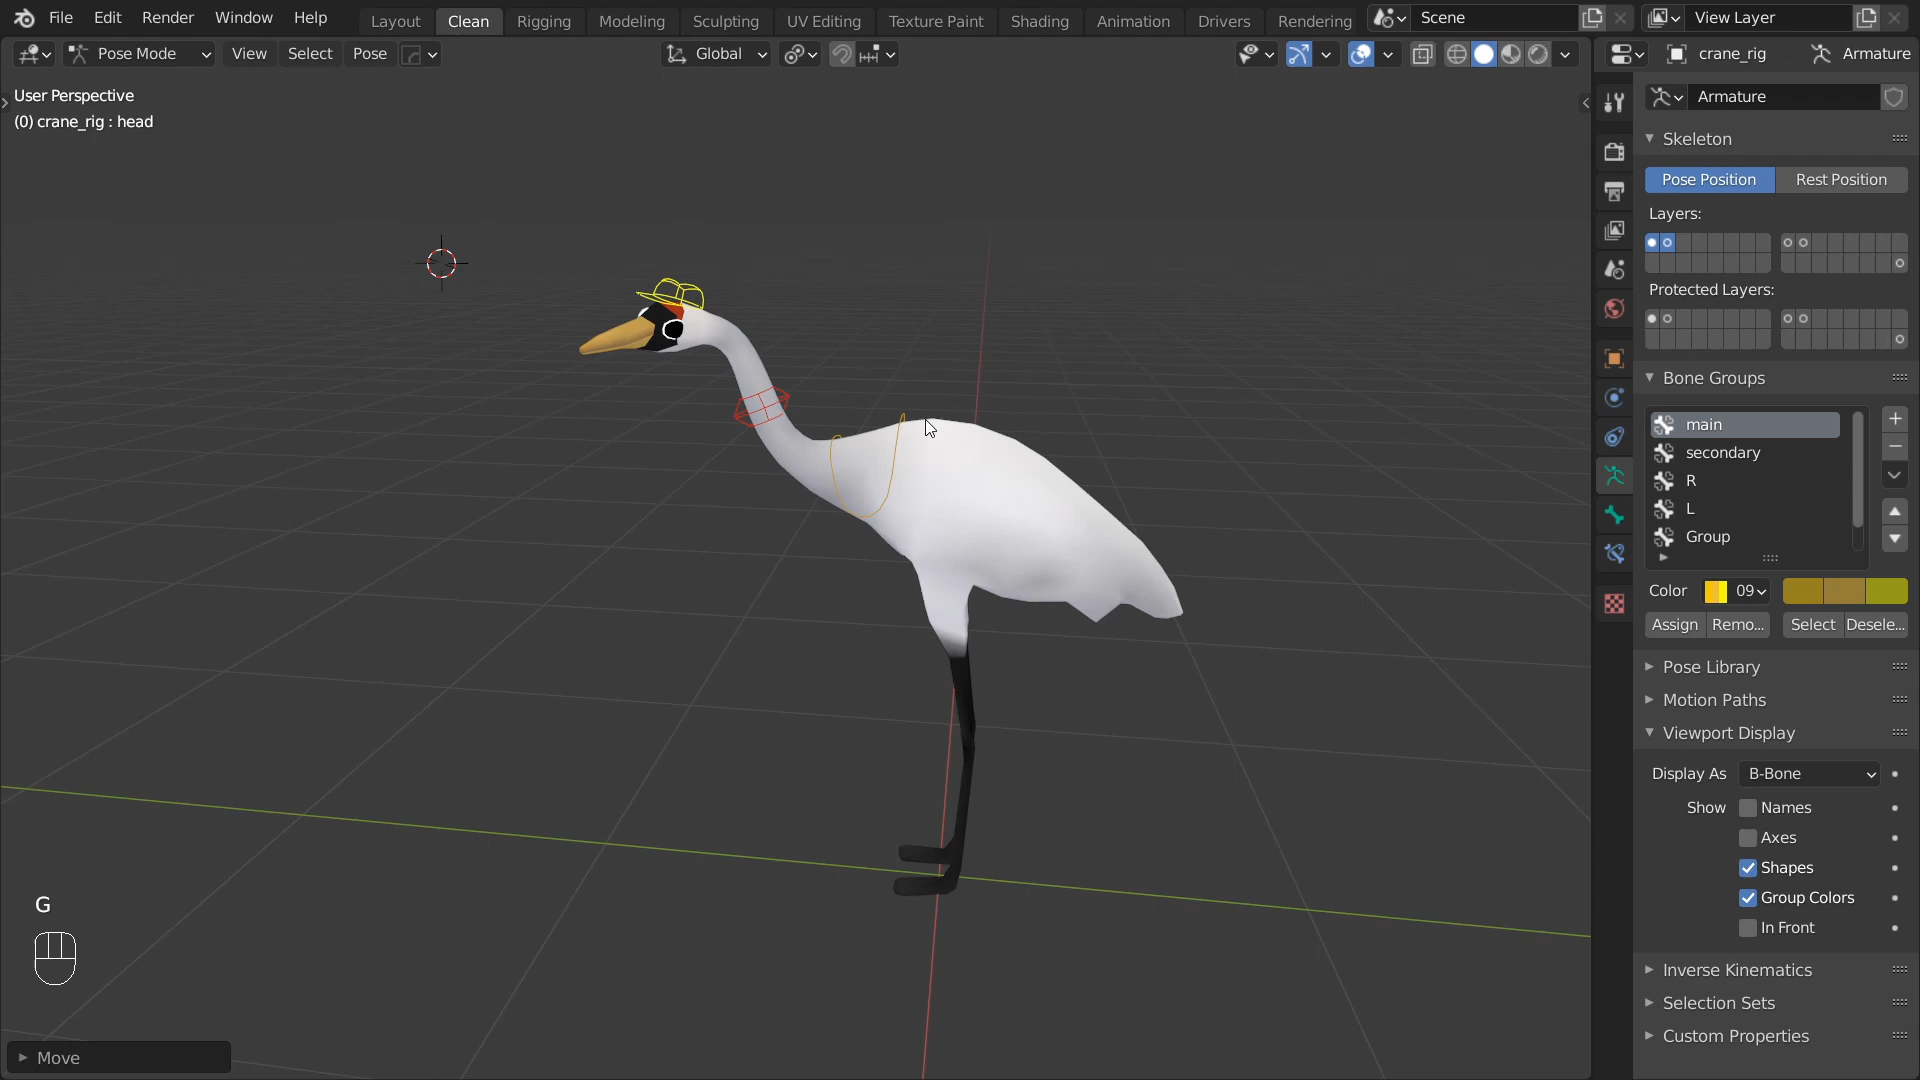 File Edit Render Window Help
Layout Clean Rigging Modeling Sculpting UV Editing Texture Paint Shading Animation Drivers Rendering
Scene
View Layer
Pose Mode View Select Pose
Global
crane_rig Armature
User Perspective
(0) crane_rig : head
Armature
Skeleton
Pose Position Rest Position
Layers:
Protected Layers:
Bone Groups
main
secondary
R
L
Group
Color 09
Assign Remo... Select Desele...
Pose Library
Motion Paths
Viewport Display
Display As B-Bone
Show Names
Axes
Shapes
Group Colors
In Front
Inverse Kinematics
Selection Sets
Custom Properties
G
Move